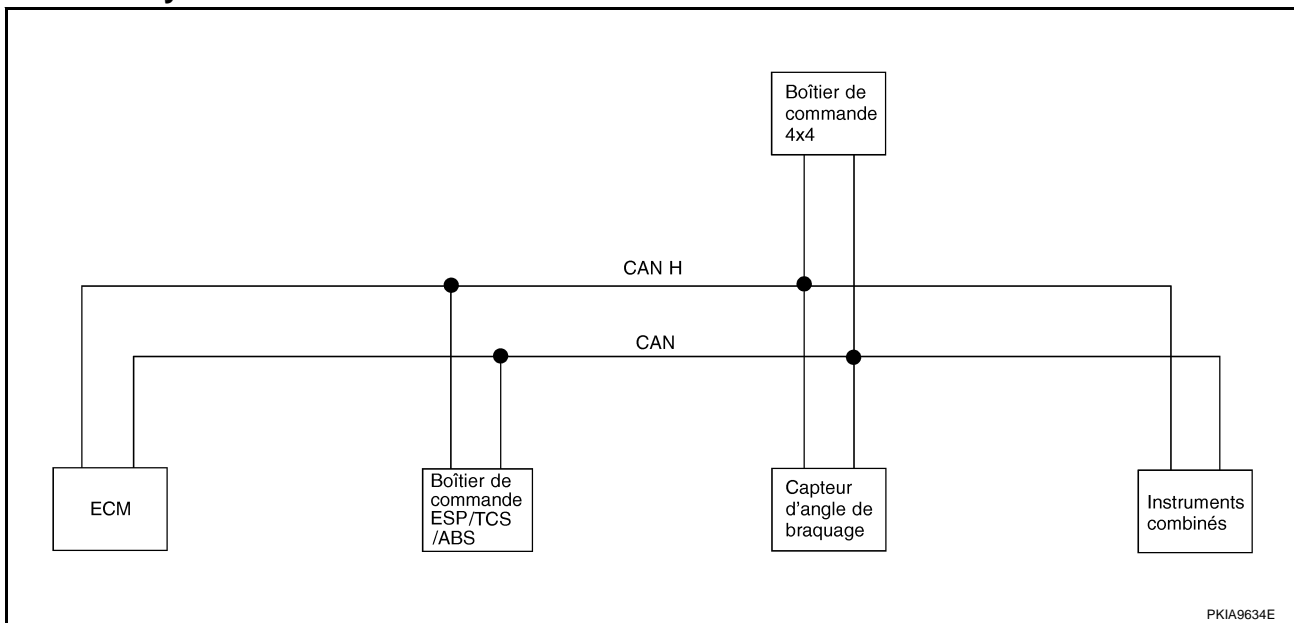 Boîtier de
commande
4x4
CAN H
CAN
ECM
Boîtier de
commande
ESP/TCS
/ABS
Capteur
d'angle de
braquage
Instruments
combinés
PKIA9634E